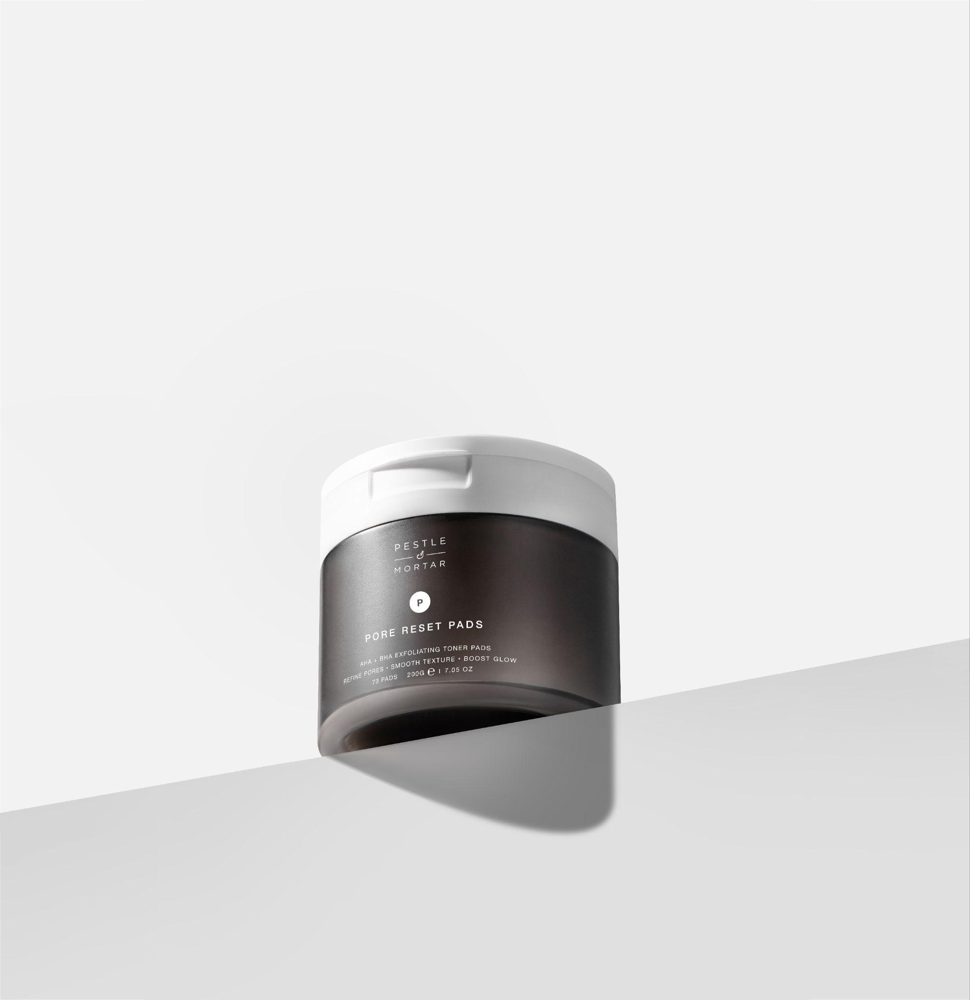 PESTLE
&
MORTAR
P
PORE RESET PADS
AHA + BHA EXFOLIATING TONER PADS
REFINE PORES • SMOOTH TEXTURE • BOOST GLOW
70 PADS 200G ℮ | 7.05 OZ